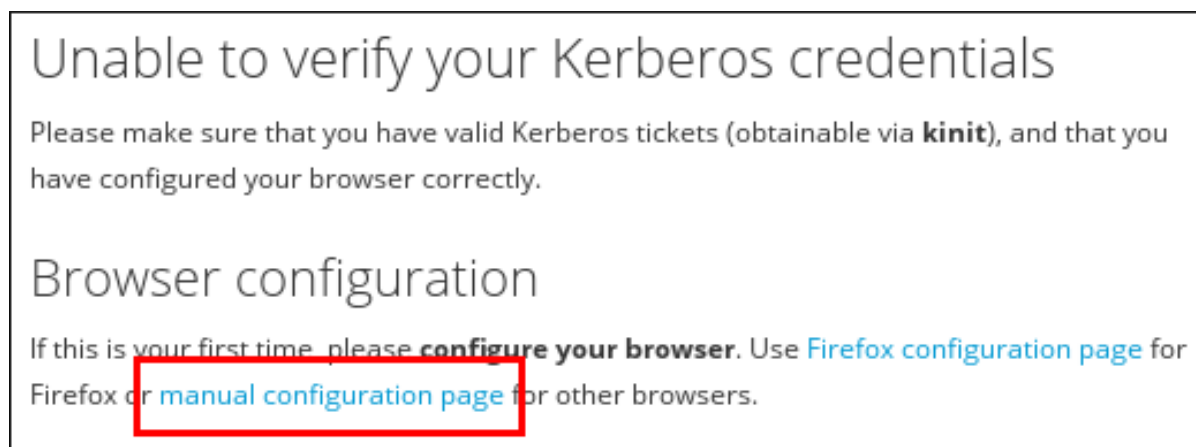 Unable to verify your Kerberos credentials
Please make sure that you have valid Kerberos tickets (obtainable via kinit), and that you
have configured your browser correctly.
Browser configuration
If this is your first time, please configure your browser. Use Firefox configuration page for
Firefox or manual configuration page for other browsers.